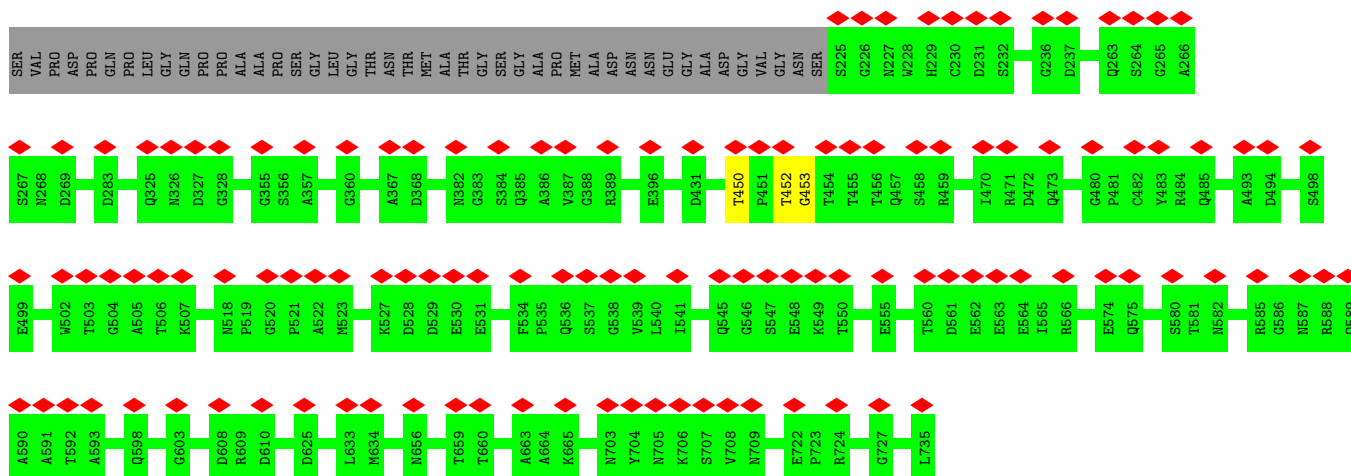 SER VAL PRO ASP PRO GLN PRO LEU GLY GLN PRO PRO ALA ALA PRO SER GLY LEU GLY THR ASN THR MET ALA THR GLY SER GLY ALA PRO MET ALA ASP ASN ASN GLU GLY ALA ASP GLY VAL GLY ASN SER S225 G226 N227 W228 H229 C230 D231 S232 G236 D237 Q263 S264 G265 A266
S267 N268 D269 D283 Q325 N326 D327 G328 G355 S356 A357 G360 A367 D368 N382 G383 S384 Q385 A386 V387 G388 R389 E396 D431 T450 P451 T452 G453 T454 T455 T456 Q457 S458 R459 I470 R471 D472 Q473 G480 P481 C482 Y483 R484 Q485 A493 D494 S498
E499 W502 T503 G504 A505 T506 K507 N518 P519 G520 P521 A522 M523 K527 D528 D529 E530 E531 F534 P535 Q536 S537 G538 V539 L540 I541 Q545 G546 S547 E548 K549 T550 E555 T560 D561 E562 E563 E564 I565 R566 E574 Q575 S580 T581 N582 R585 G586 N587 R588 Q589
A590 A591 T592 A593 Q598 G603 D608 R609 D610 D625 L633 M634 N656 T659 T660 A663 A664 K665 N703 Y704 N705 K706 S707 V708 N709 E722 P723 R724 G727 L735